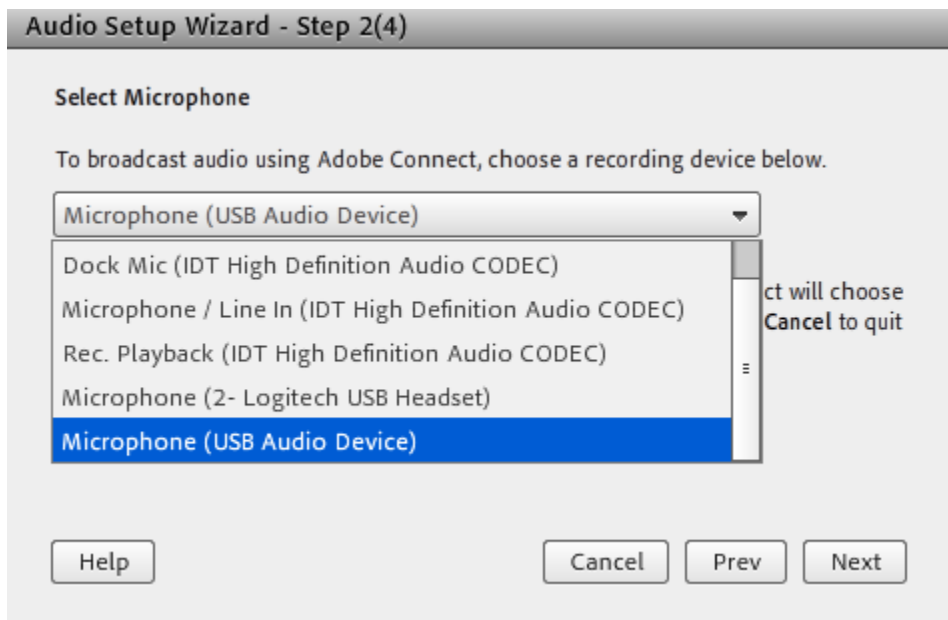 Audio Setup Wizard - Step 2(4)
Select Microphone
To broadcast audio using Adobe Connect, choose a recording device below.
Microphone (USB Audio Device)
Dock Mic (IDT High Definition Audio CODEC)
Microphone / Line In (IDT High Definition Audio CODEC)
Rec. Playback (IDT High Definition Audio CODEC)
Microphone (2- Logitech USB Headset)
Microphone (USB Audio Device)
ct will choose
Cancel to quit
Help
Cancel
Prev
Next